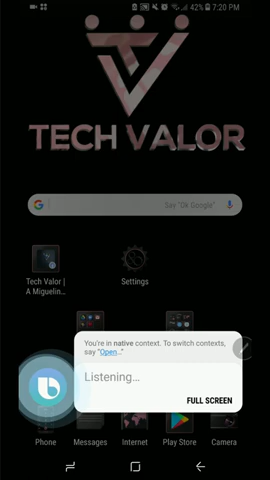 42% 7:20 PM
TECH VALOR
Say "Ok Google"
Tech Valor |
A Miguelin...
Settings
You're in native context. To switch contexts,
say "Open..."
Listening...
FULL SCREEN
Phone
Messages
Internet
Play Store
Camera